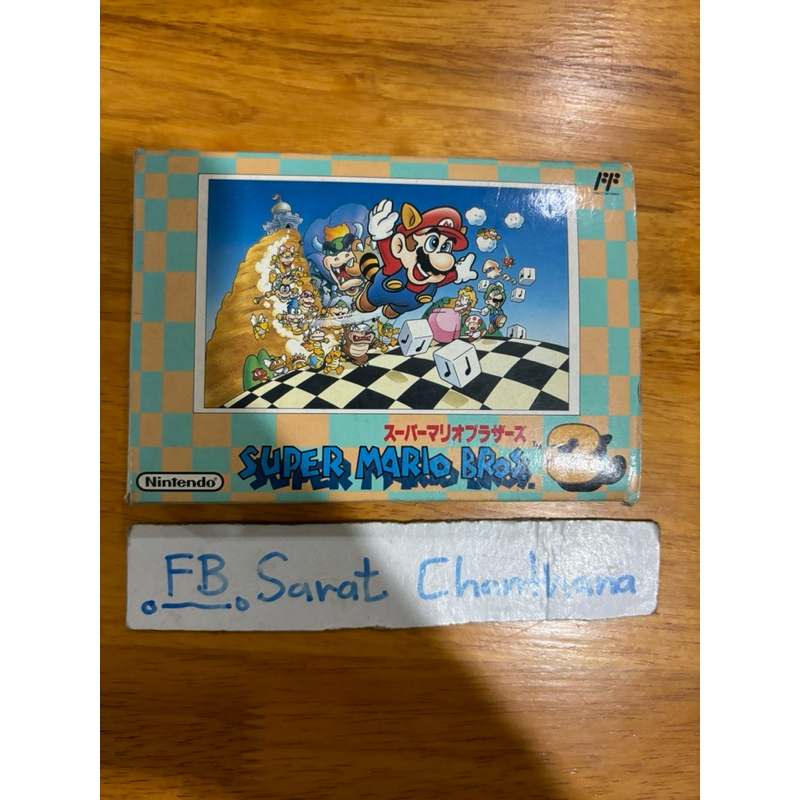 スーパーマリオブラザーズ
SUPER MARIO BROS. 3
TM
Nintendo
FB Sarat Chanthana